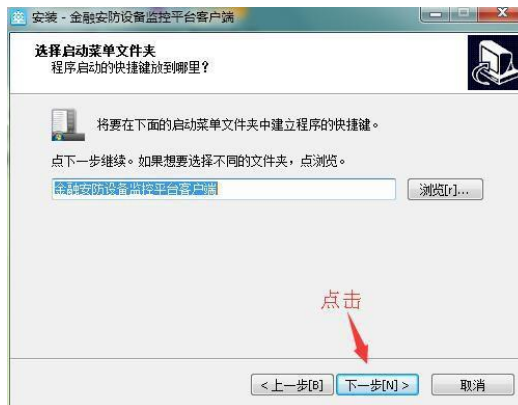 安装 - 金融安防设备监控平台客户端
选择启动菜单文件夹
程序启动的快捷键放到哪里？
将要在下面的启动菜单文件夹中建立程序的快捷键。
点下一步继续。如果想要选择不同的文件夹，点浏览。
金融安防设备监控平台客户端
浏览[r]...
点击
<上一步[B]
下一步[N] >
取消